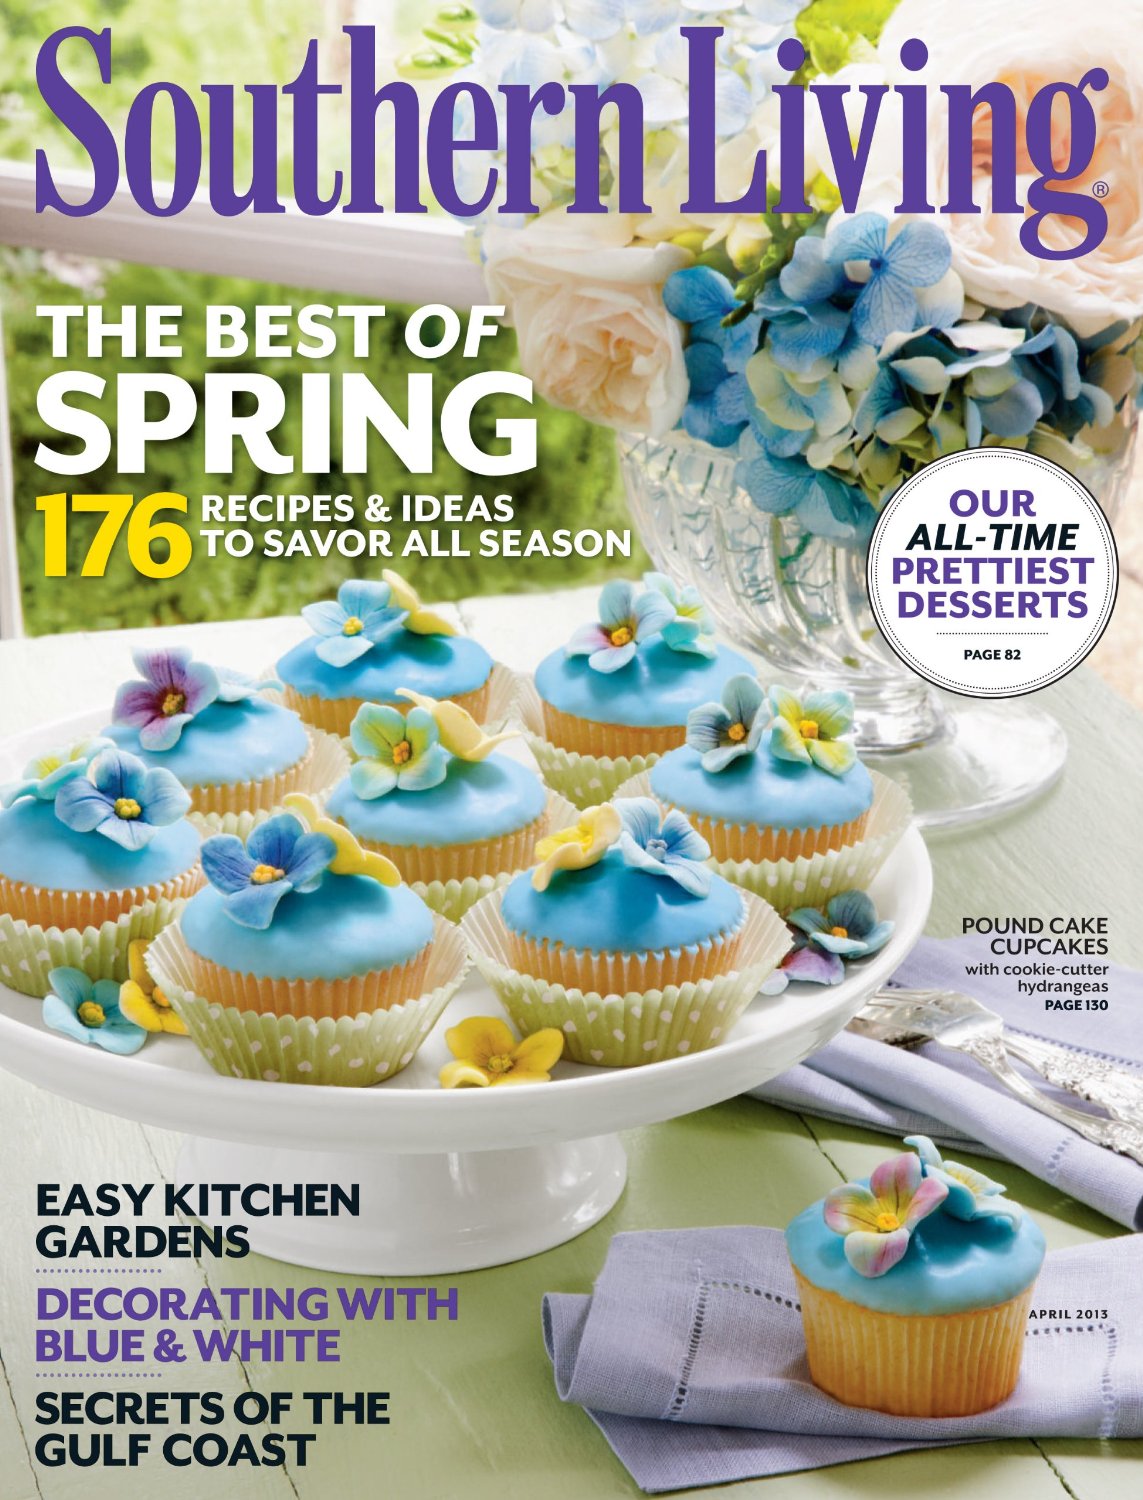 Southern Living®
THE BEST OF
SPRING
176 RECIPES & IDEAS
TO SAVOR ALL SEASON
OUR
ALL-TIME
PRETTIEST
DESSERTS
PAGE 82
POUND CAKE
CUPCAKES
with cookie-cutter
hydrangeas
PAGE 130
EASY KITCHEN
GARDENS
DECORATING WITH
BLUE & WHITE
SECRETS OF THE
GULF COAST
APRIL 2013